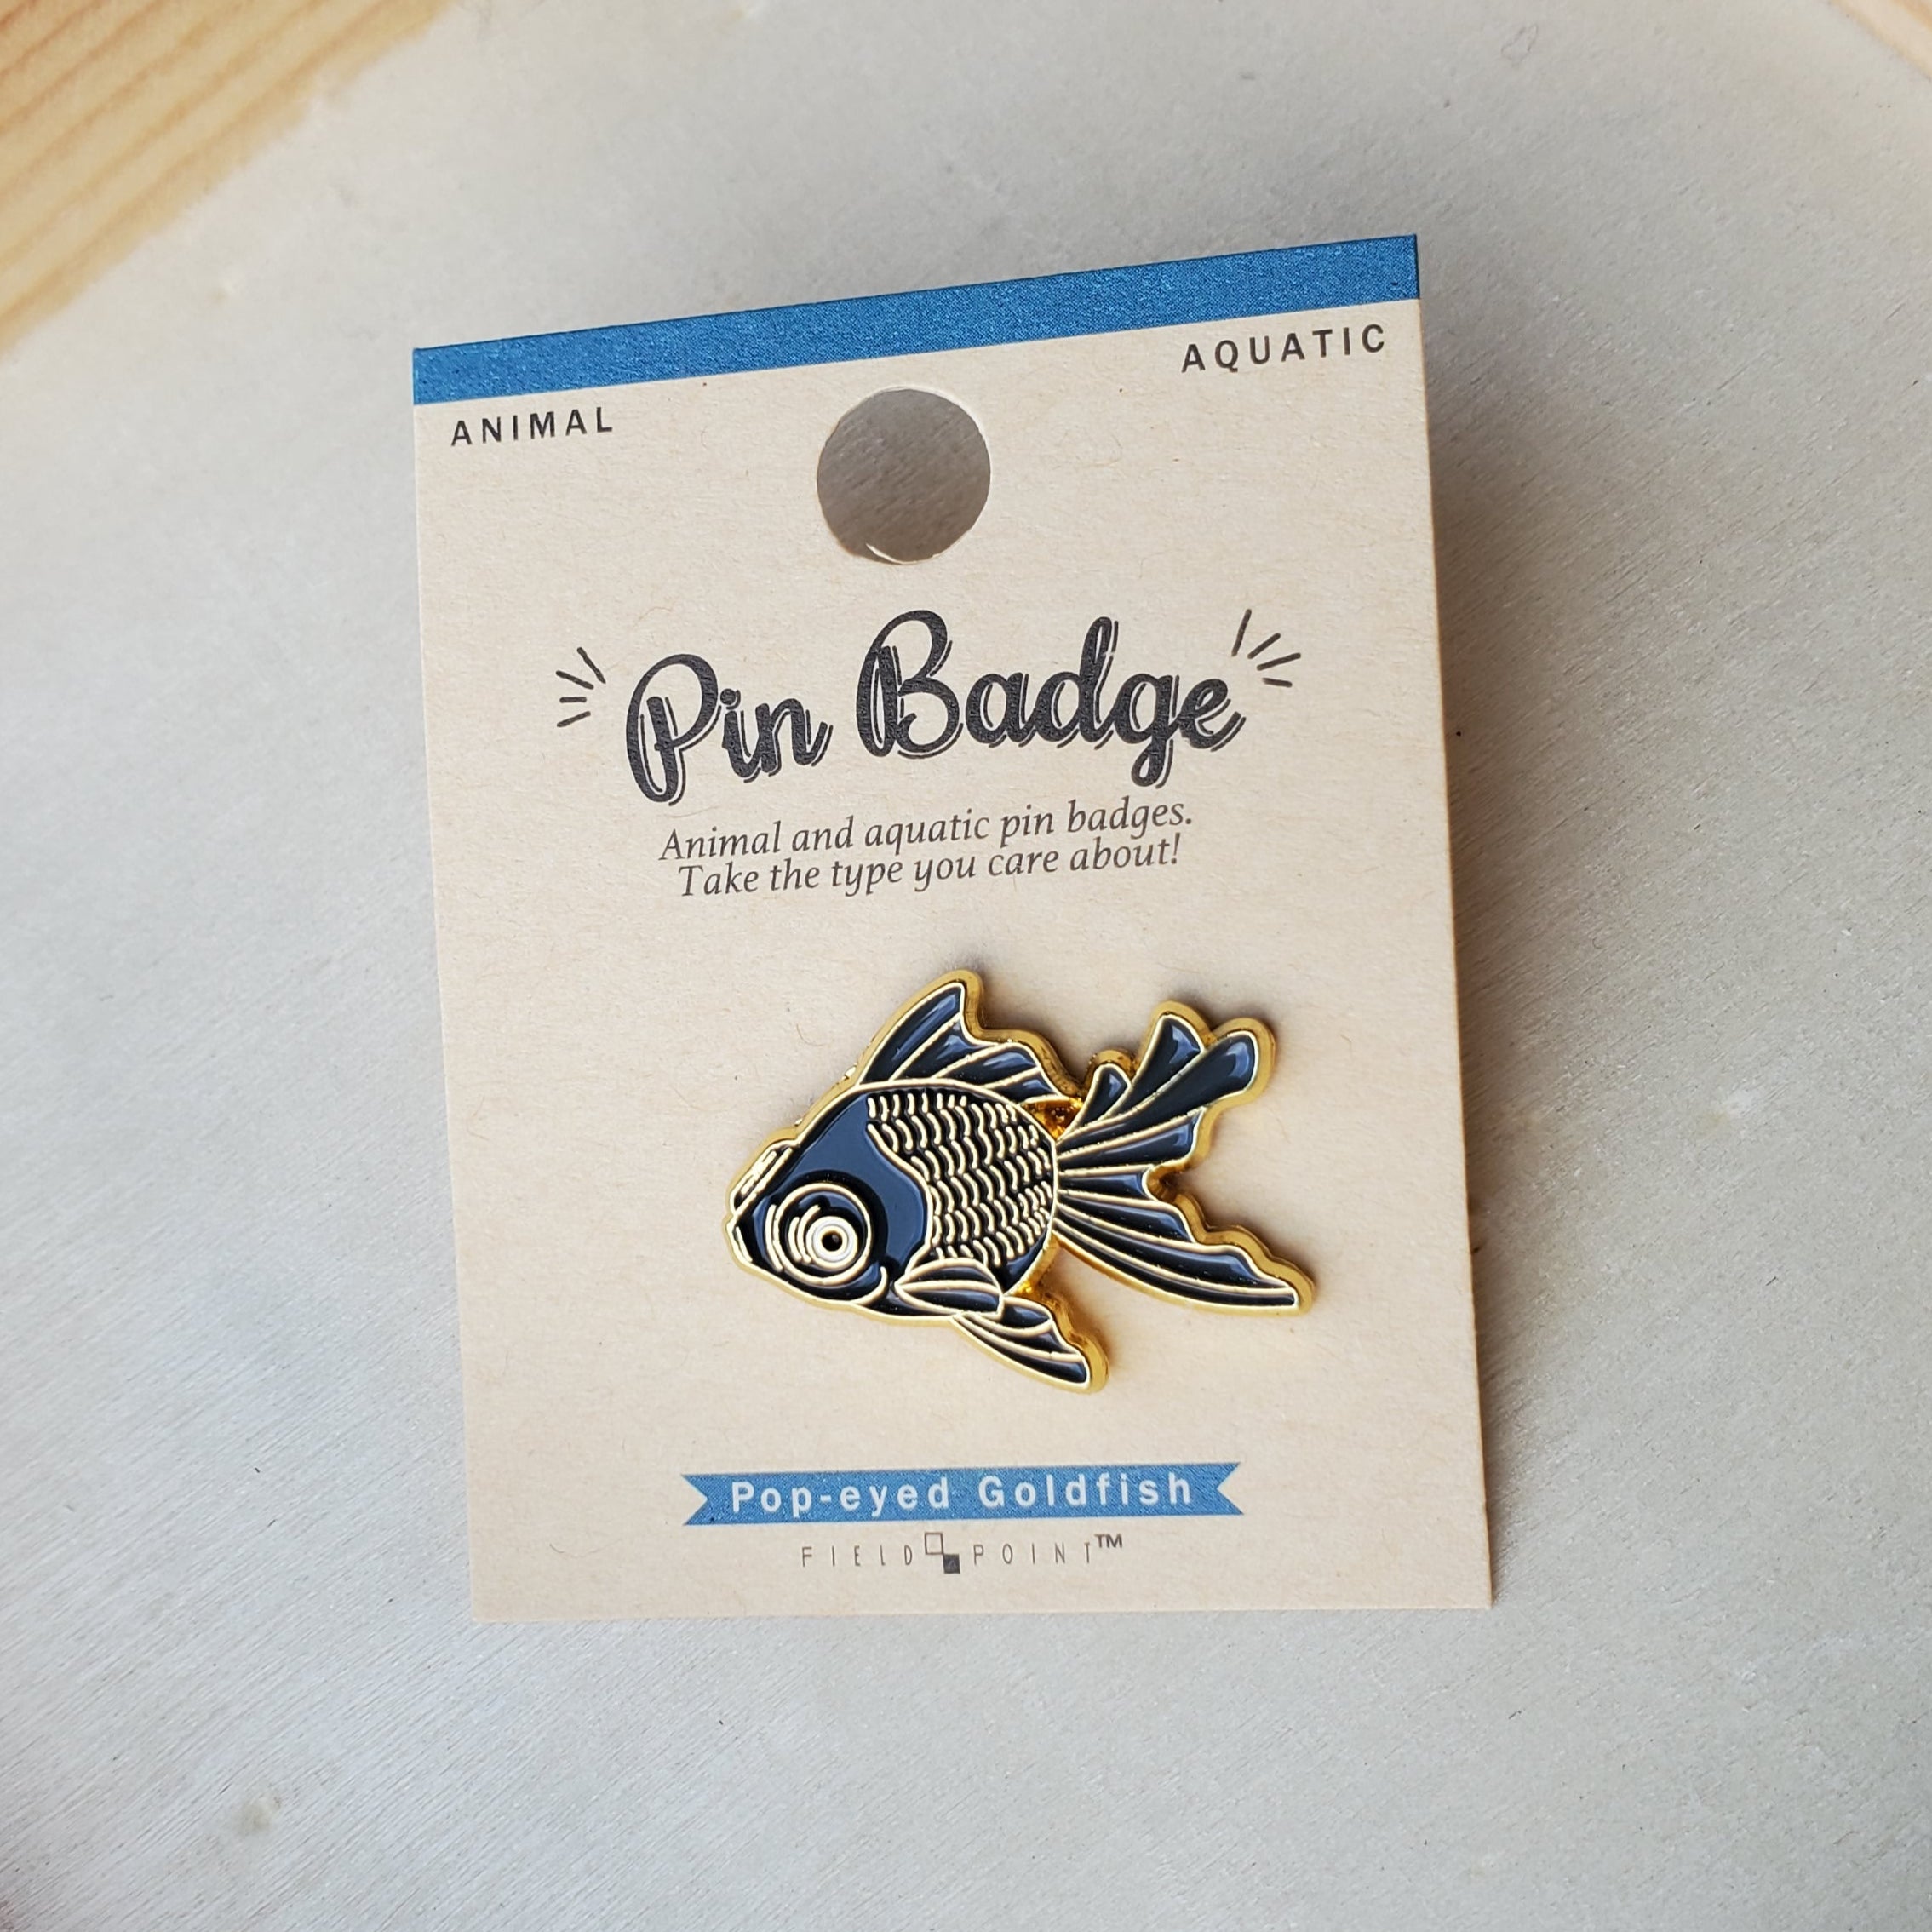 ANIMAL
AQUATIC
Pin Badge
Animal and aquatic pin badges.
Take the type you care about!
Pop-eyed Goldfish
FIELD POINT™